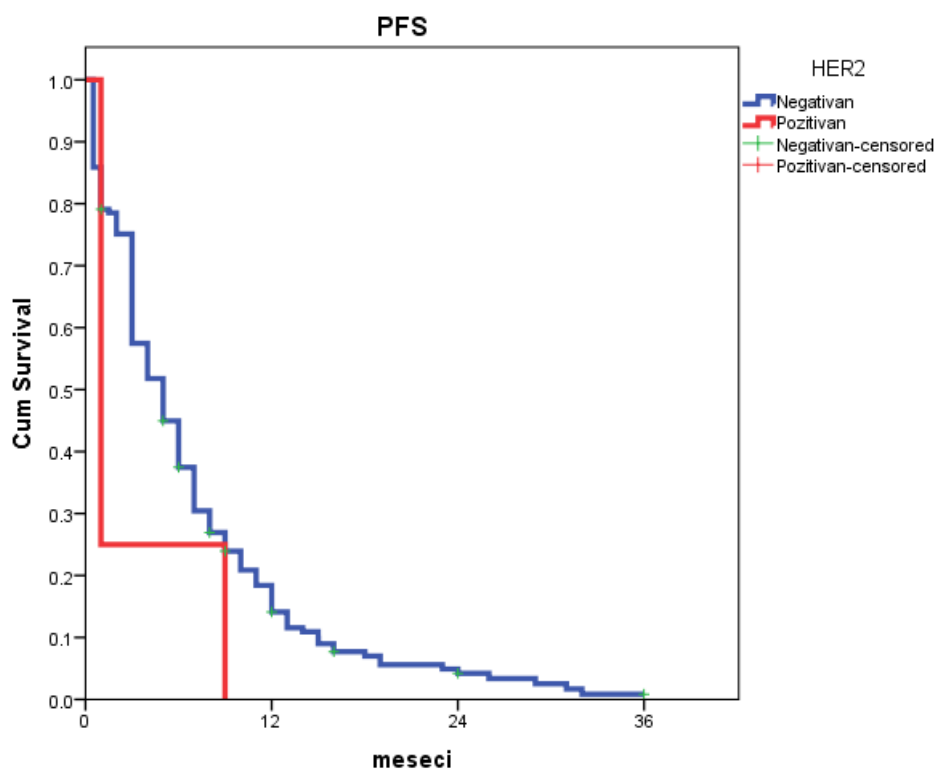 PFS
HER2
Negativan
Pozitivan
Negativan-censored
Pozitivan-censored
Cum Survival
1.0
0.9
0.8
0.7
0.6
0.5
0.4
0.3
0.2
0.1
0.0
0 12 24 36
meseci